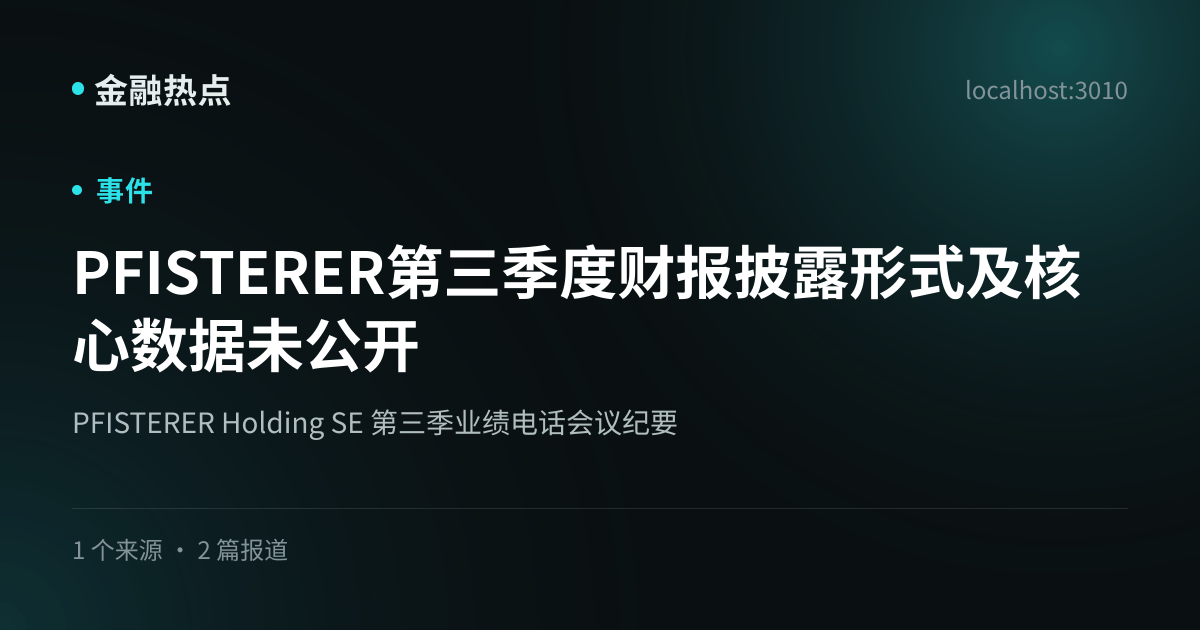 金融热点
localhost:3010
事件
PFISTERER第三季度财报披露形式及核
心数据未公开
PFISTERER Holding SE 第三季业绩电话会议纪要
1 个来源 • 2 篇报道